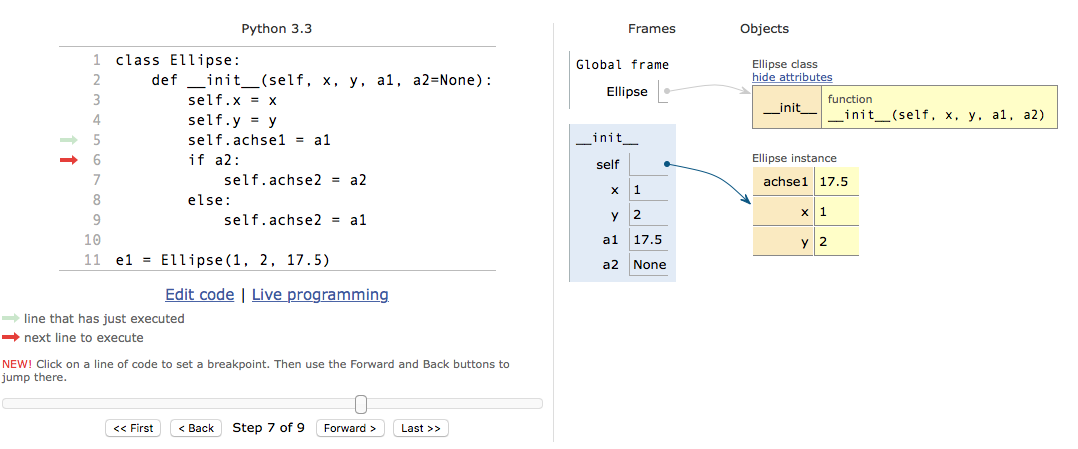 Python 3.3
1 class Ellipse:
2     def __init__(self, x, y, a1, a2=None):
3         self.x = x
4         self.y = y
5         self.achse1 = a1
6         if a2:
7             self.achse2 = a2
8         else:
9             self.achse2 = a1
10
11 e1 = Ellipse(1, 2, 17.5)
Edit code | Live programming
line that has just executed
next line to execute
NEW! Click on a line of code to set a breakpoint. Then use the Forward and Back buttons to
jump there.
<< First < Back Step 7 of 9 Forward > Last >>
Frames Objects
Global frame
Ellipse
Ellipse class
hide attributes
__init__
function
__init__(self, x, y, a1, a2)
__init__
self
x 1
y 2
a1 17.5
a2 None
Ellipse instance
achse1 17.5
x 1
y 2